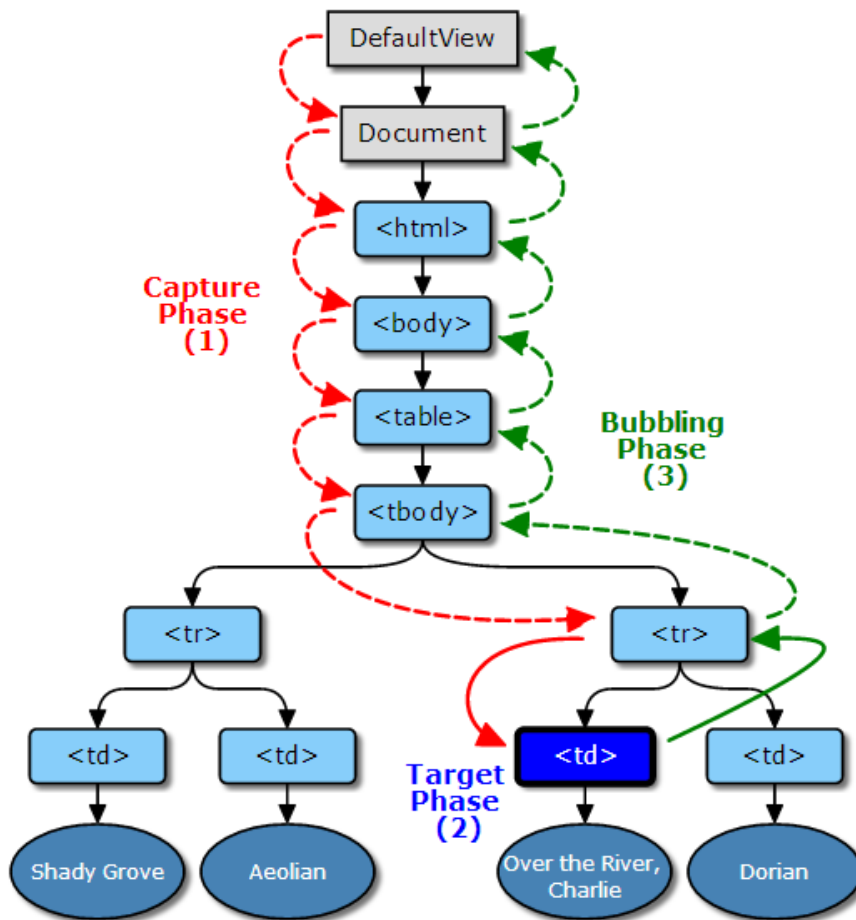 DefaultView
Document
<html>
Capture
Phase
(1)
<body>
<table>
Bubbling
Phase
(3)
<tbody>
<tr>
<tr>
<td>
<td>
<td>
<td>
Target
Phase
(2)
Shady Grove
Aeolian
Over the River,
Charlie
Dorian